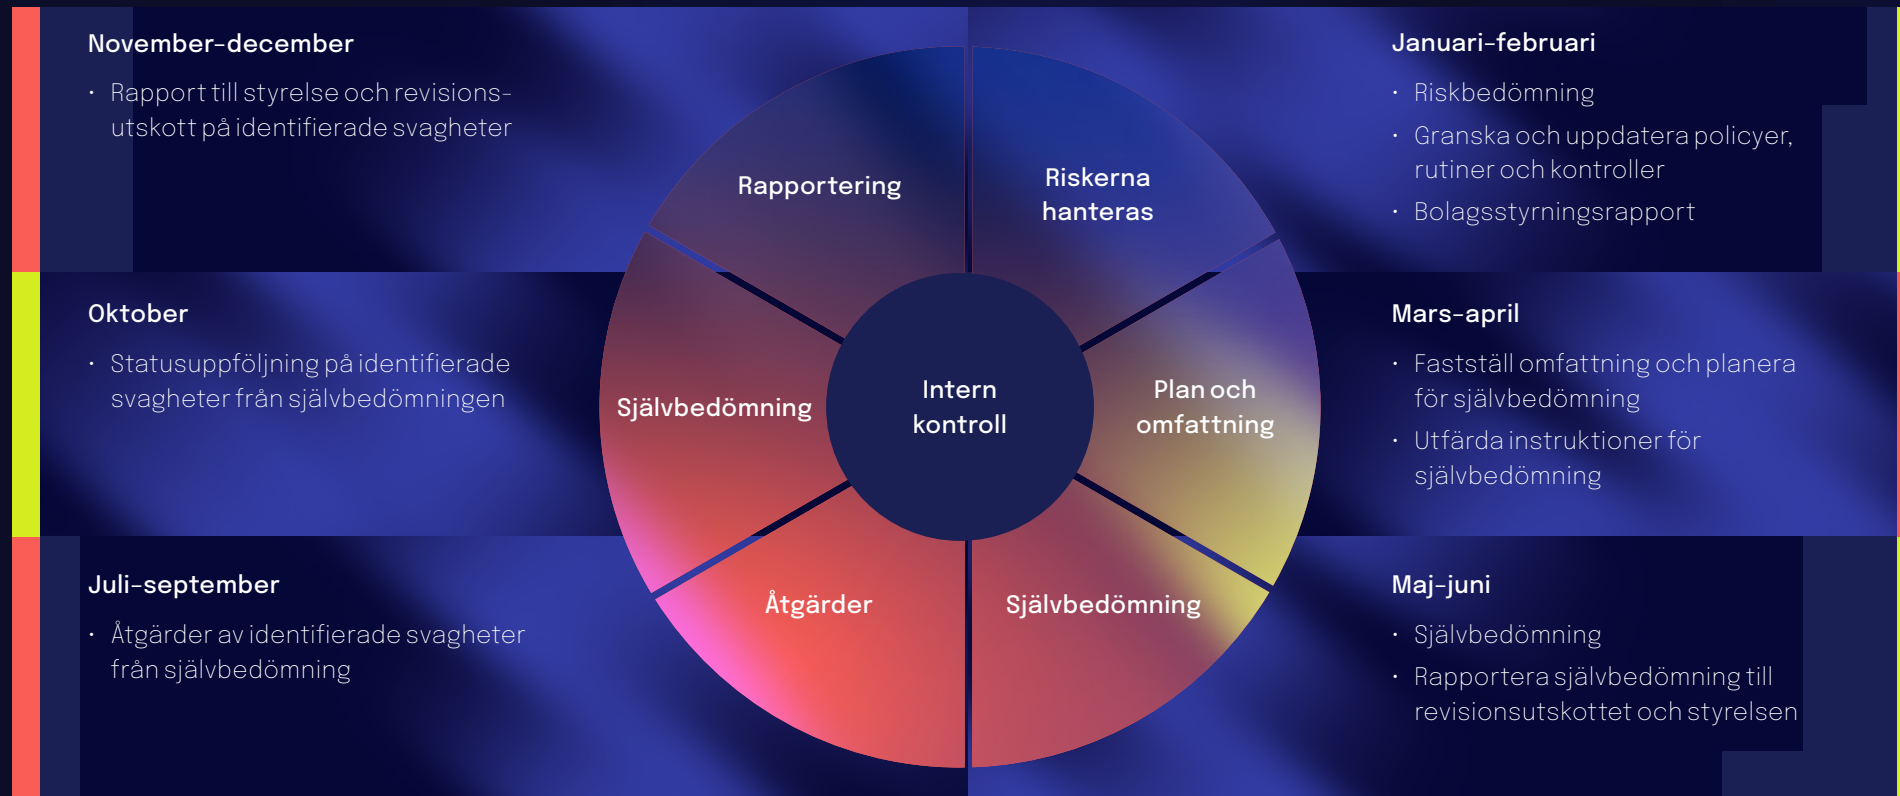 November–december
• Rapport till styrelse och revisions-
utskott på identifierade svagheter
Oktober
• Statusuppföljning på identifierade
svagheter från självbedömningen
Juli–september
• Åtgärder av identifierade svagheter
från självbedömning
Rapportering
Riskerna
hanteras
Självbedömning
Intern
kontroll
Plan och
omfattning
Åtgärder
Självbedömning
Januari–februari
• Riskbedömning
• Granska och uppdatera policyer,
rutiner och kontroller
• Bolagsstyrningsrapport
Mars–april
• Fastställ omfattning och planera
för självbedömning
• Utfärda instruktioner för
självbedömning
Maj–juni
• Självbedömning
• Rapportera självbedömning till
revisionsutskottet och styrelsen